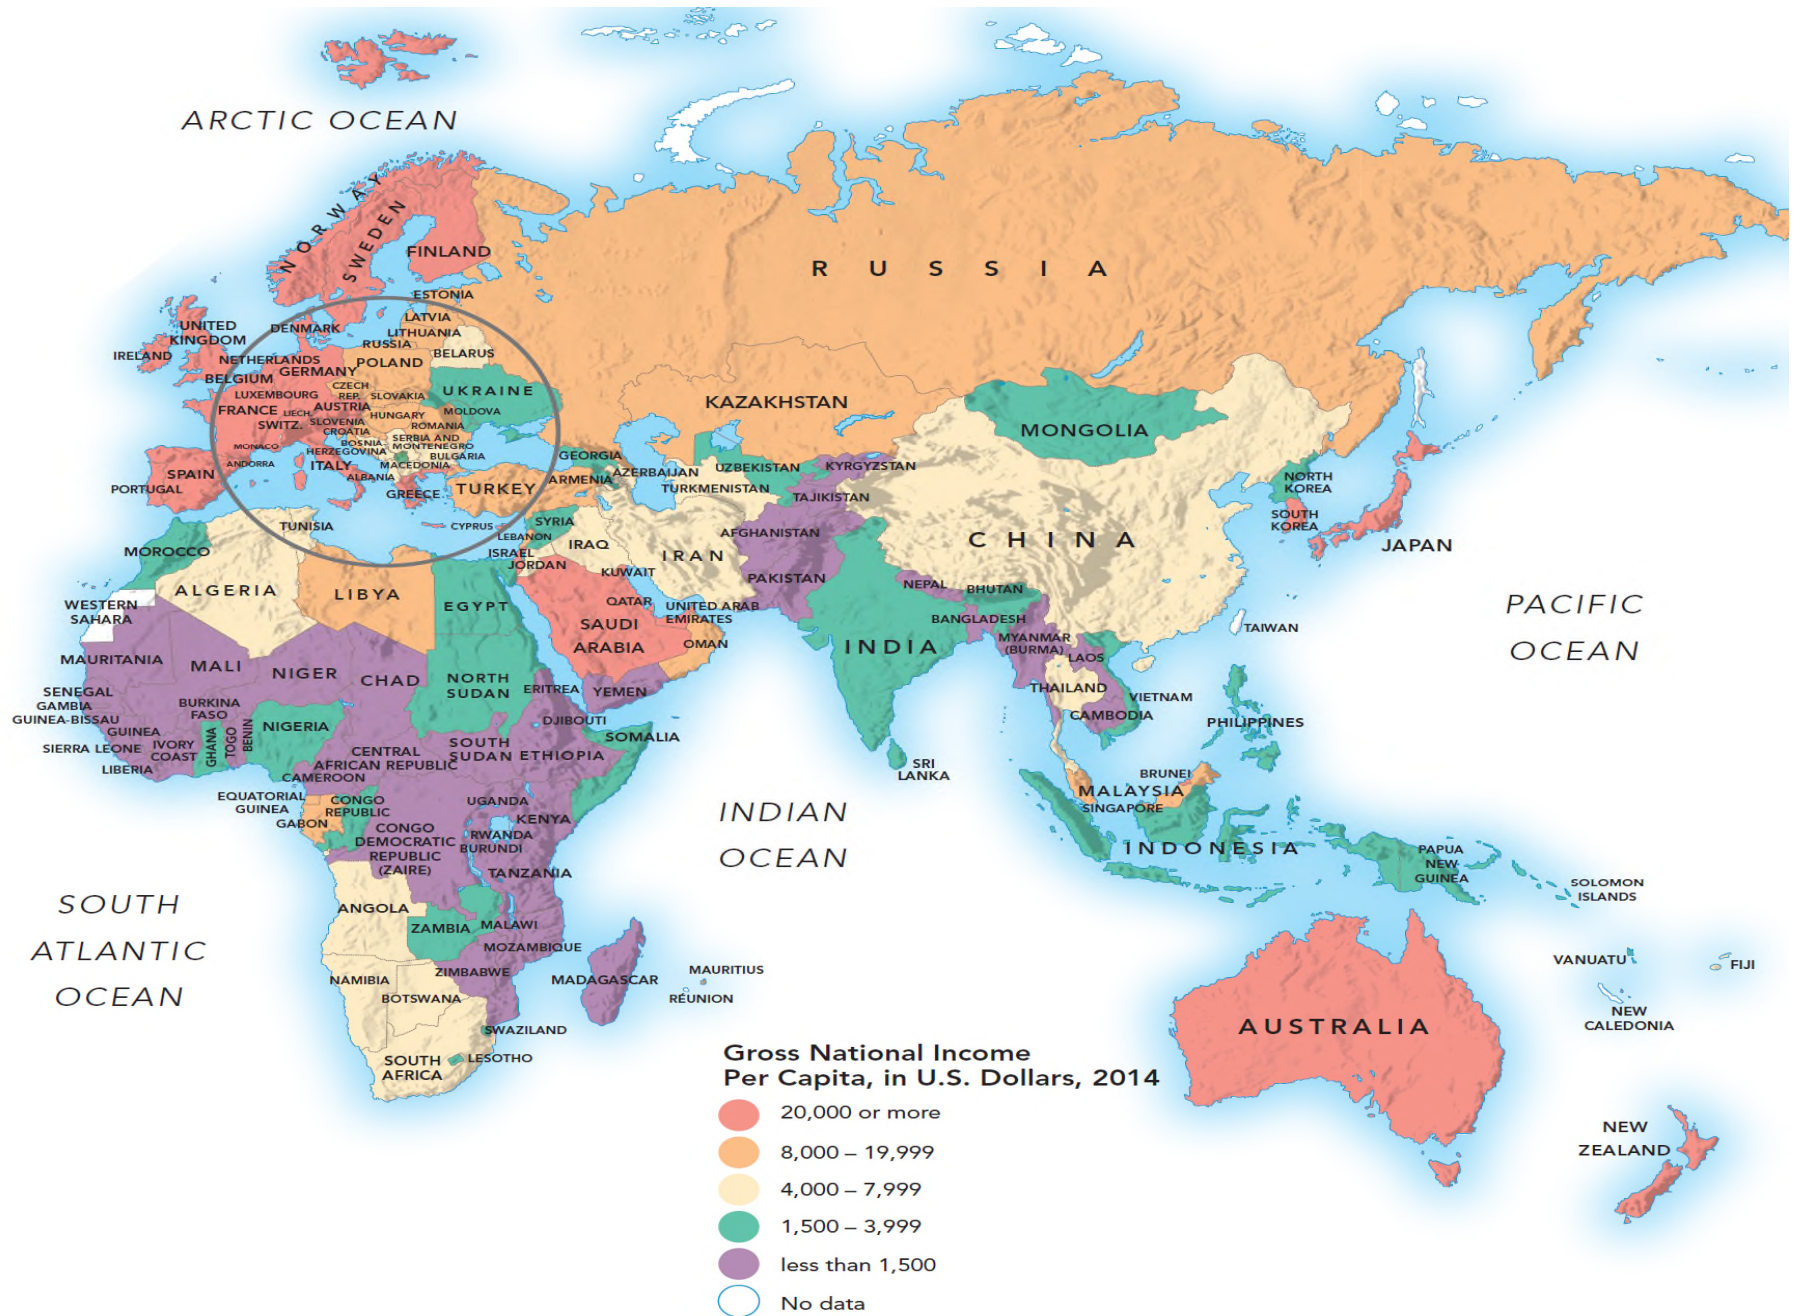 ARCTIC OCEAN
NORWAY
SWEDEN
FINLAND
RUSSIA
ESTONIA
LATVIA
LITHUANIA
RUSSIA
DENMARK
UNITED
KINGDOM
IRELAND
NETHERLANDS
POLAND
BELARUS
GERMANY
BELGIUM
CZECH
REP.
SLOVAKIA
UKRAINE
LUXEMBOURG
FRANCE
LIECH.
AUSTRIA
HUNGARY
MOLDOVA
SWITZ.
SLOVENIA
CROATIA
ROMANIA
MONACO
BOSNIA-
HERZEGOVINA
SERBIA AND
MONTENEGRO
BULGARIA
ANDORRA
ITALY
MACEDONIA
SPAIN
ALBANIA
PORTUGAL
GREECE
TURKEY
CYPRUS
KAZAKHSTAN
MONGOLIA
GEORGIA
ARMENIA
AZERBAIJAN
UZBEKISTAN
KYRGYZSTAN
TURKMENISTAN
TAJIKISTAN
NORTH
KOREA
SOUTH
KOREA
JAPAN
CHINA
TUNISIA
MOROCCO
SYRIA
LEBANON
ISRAEL
JORDAN
IRAQ
IRAN
KUWAIT
AFGHANISTAN
PAKISTAN
NEPAL
BHUTAN
ALGERIA
LIBYA
EGYPT
WESTERN
SAHARA
QATAR
UNITED ARAB
EMIRATES
SAUDI
ARABIA
OMAN
INDIA
BANGLADESH
MYANMAR
(BURMA)
LAOS
TAIWAN
PACIFIC
OCEAN
MAURITANIA
MALI
NIGER
CHAD
NORTH
SUDAN
ERITREA
YEMEN
THAILAND
VIETNAM
CAMBODIA
PHILIPPINES
SENEGAL
GAMBIA
GUINEA-BISSAU
GUINEA
SIERRA LEONE
LIBERIA
BURKINA
FASO
IVORY
COAST
GHANA
TOGO
BENIN
NIGERIA
DJIBOUTI
SOMALIA
CENTRAL
AFRICAN REPUBLIC
SOUTH
SUDAN
ETHIOPIA
CAMEROON
SRI
LANKA
BRUNEI
MALAYSIA
SINGAPORE
EQUATORIAL
GUINEA
GABON
CONGO
REPUBLIC
UGANDA
KENYA
CONGO
DEMOCRATIC
REPUBLIC
(ZAIRE)
RWANDA
BURUNDI
TANZANIA
INDIAN
OCEAN
INDONESIA
PAPUA
NEW
GUINEA
SOLOMON
ISLANDS
SOUTH
ATLANTIC
OCEAN
ANGOLA
ZAMBIA
MALAWI
MOZAMBIQUE
ZIMBABWE
NAMIBIA
BOTSWANA
MADAGASCAR
MAURITIUS
RÉUNION
SWAZILAND
LESOTHO
SOUTH
AFRICA
VANUATU
FIJI
NEW
CALEDONIA
AUSTRALIA
NEW
ZEALAND
Gross National Income
Per Capita, in U.S. Dollars, 2014
20,000 or more
8,000 – 19,999
4,000 – 7,999
1,500 – 3,999
less than 1,500
No data